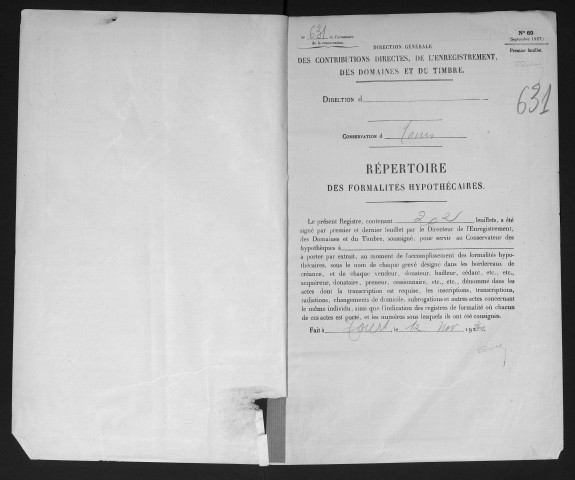 N° 631 de l'inventaire
de la conservation
N° 60
(Septembre 1927)
Premier feuillet.
DIRECTION GÉNÉRALE
DES CONTRIBUTIONS DIRECTES, DE L'ENREGISTREMENT,
DES DOMAINES ET DU TIMBRE.
631
DIRECTION d
CONSERVATION d Tours
RÉPERTOIRE
DES FORMALITÉS HYPOTHÉCAIRES.
Le présent Registre, contenant 202 feuillets, a été
signé par premier et dernier feuillet par le Directeur de l'Enregistrement,
des Domaines et du Timbre, soussigné, pour servir au Conservateur des
hypothèques à
à porter par extrait, au moment de l'accomplissement des formalités hypo-
thécaires, sous le nom de chaque grevé désigné dans les bordereaux de
créance, et de chaque vendeur, donateur, bailleur, cédant, etc., etc.,
acquéreur, donataire, preneur, cessionnaire, etc., etc., dénommé dans les
actes dont la transcription est requise, les inscriptions, transcriptions,
radiations, changements de domicile, subrogations et autres actes concernant
le même individu, ainsi que l'indication des registres de formalité où chacun
de ces actes est porté, et les numéros sous lesquels ils ont été consignés.
Fait à Tours, le 12 Nov 19